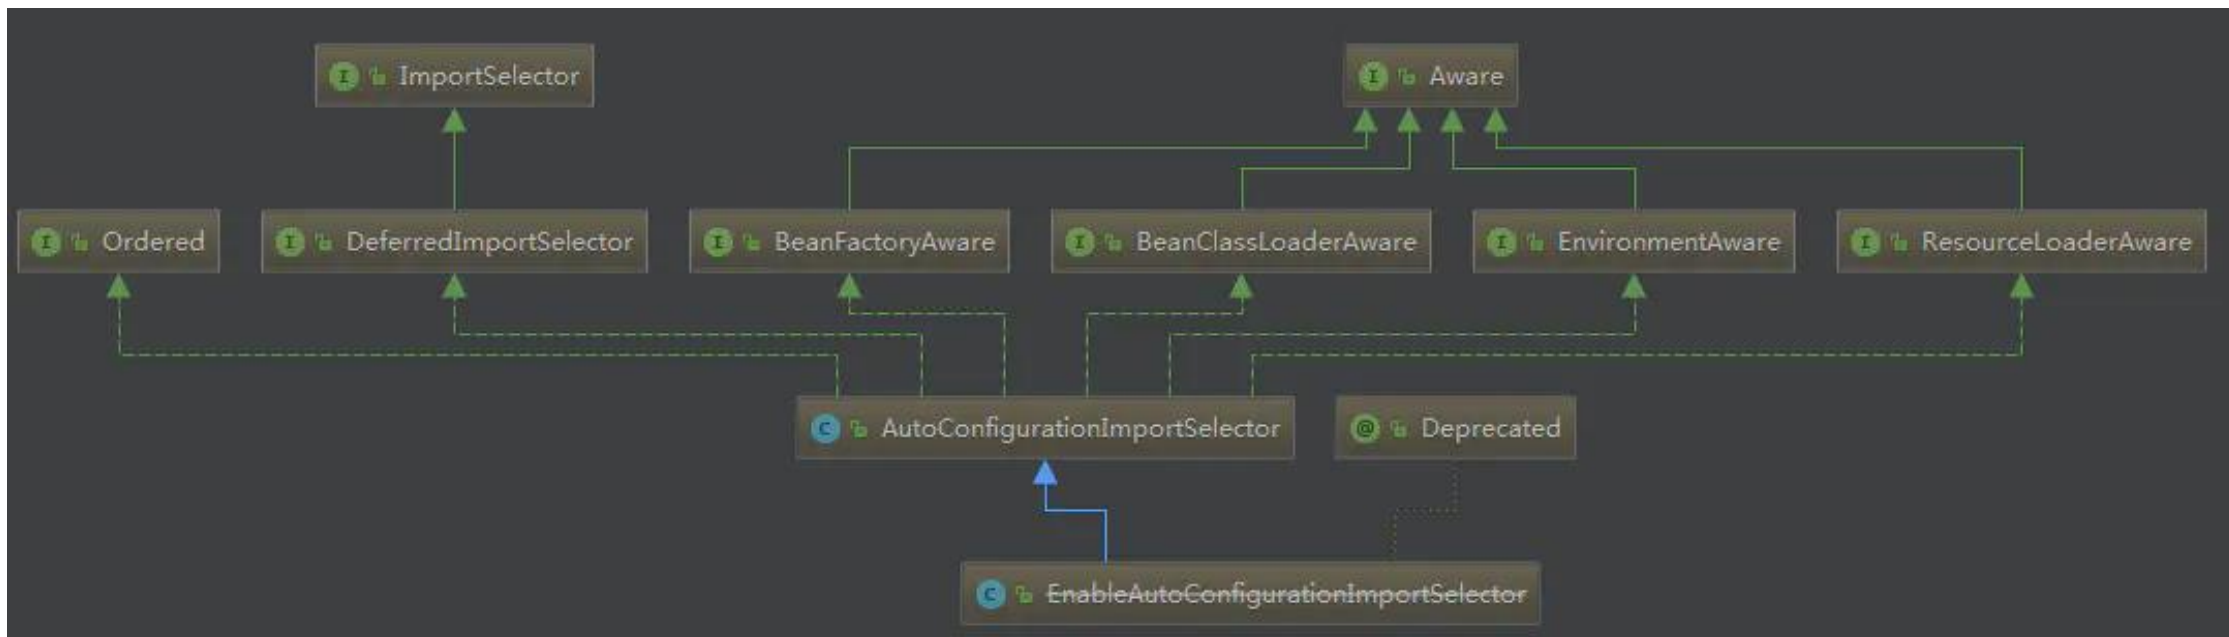 ImportSelector
Aware
Ordered
DeferredImportSelector
BeanFactoryAware
BeanClassLoaderAware
EnvironmentAware
ResourceLoaderAware
AutoConfigurationImportSelector
Deprecated
EnableAutoConfigurationImportSelector